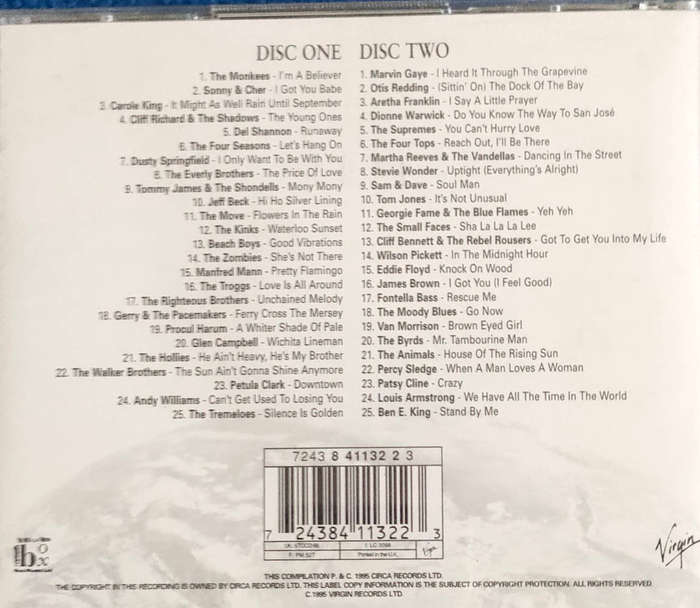 DISC ONE
1. The Monkees - I'm A Believer
2. Sonny & Cher - I Got You Babe
3. Carole King - It Might As Well Rain Until September
4. Cliff Richard & The Shadows - The Young Ones
5. Del Shannon - Runaway
6. The Four Seasons - Let's Hang On
7. Dusty Springfield - I Only Want To Be With You
8. The Everly Brothers - The Price Of Love
9. Tommy James & The Shondells - Mony Mony
10. Jeff Beck - Hi Ho Silver Lining
11. The Move - Flowers In The Rain
12. The Kinks - Waterloo Sunset
13. Beach Boys - Good Vibrations
14. The Zombies - She's Not There
15. Manfred Mann - Pretty Flamingo
16. The Troggs - Love Is All Around
17. The Righteous Brothers - Unchained Melody
18. Gerry & The Pacemakers - Ferry Cross The Mersey
19. Procul Harum - A Whiter Shade Of Pale
20. Glen Campbell - Wichita Lineman
21. The Hollies - He Ain't Heavy, He's My Brother
22. The Walker Brothers - The Sun Ain't Gonna Shine Anymore
23. Petula Clark - Downtown
24. Andy Williams - Can't Get Used To Losing You
25. The Tremeloes - Silence Is Golden
DISC TWO
1. Marvin Gaye - I Heard It Through The Grapevine
2. Otis Redding - (Sittin' On) The Dock Of The Bay
3. Aretha Franklin - I Say A Little Prayer
4. Dionne Warwick - Do You Know The Way To San José
5. The Supremes - You Can't Hurry Love
6. The Four Tops - Reach Out, I'll Be There
7. Martha Reeves & The Vandellas - Dancing In The Street
8. Stevie Wonder - Uptight (Everything's Alright)
9. Sam & Dave - Soul Man
10. Tom Jones - It's Not Unusual
11. Georgie Fame & The Blue Flames - Yeh Yeh
12. The Small Faces - Sha La La La Lee
13. Cliff Bennett & The Rebel Rousers - Got To Get You Into My Life
14. Wilson Pickett - In The Midnight Hour
15. Eddie Floyd - Knock On Wood
16. James Brown - I Got You (I Feel Good)
17. Fontella Bass - Rescue Me
18. The Moody Blues - Go Now
19. Van Morrison - Brown Eyed Girl
20. The Byrds - Mr. Tambourine Man
21. The Animals - House Of The Rising Sun
22. Percy Sledge - When A Man Loves A Woman
23. Patsy Cline - Crazy
24. Louis Armstrong - We Have All The Time In The World
25. Ben E. King - Stand By Me
7243 8 41132 2 3
7 24384 11322 3
Printed in the U.K.
Virgin
box
Virgin
THIS COMPILATION P. & C. 1995 CIRCA RECORDS LTD.
THE COPYRIGHT IN THIS RECORDING IS OWNED BY CIRCA RECORDS LTD. THIS LABEL COPY INFORMATION IS THE SUBJECT OF COPYRIGHT PROTECTION. ALL RIGHTS RESERVED.
C.1995 VIRGIN RECORDS LTD